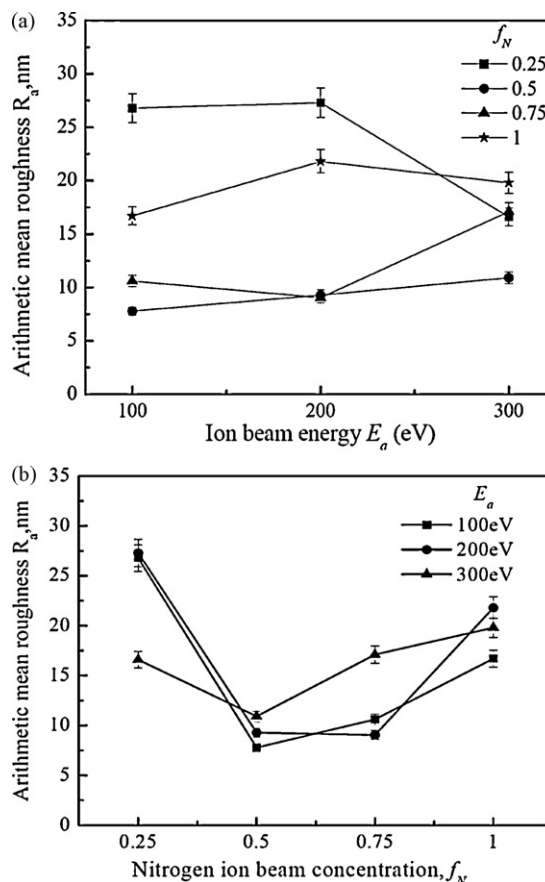 (a)
35
30
25
20
15
10
5
0
Arithmetic mean roughness Ra,nm
f_N
0.25
0.5
0.75
1
100
200
300
Ion beam energy E_a (eV)
(b)
35
30
25
20
15
10
5
0
Arithmetic mean roughness Ra,nm
E_a
100eV
200eV
300eV
0.25
0.5
0.75
1
Nitrogen ion beam concentration, f_N